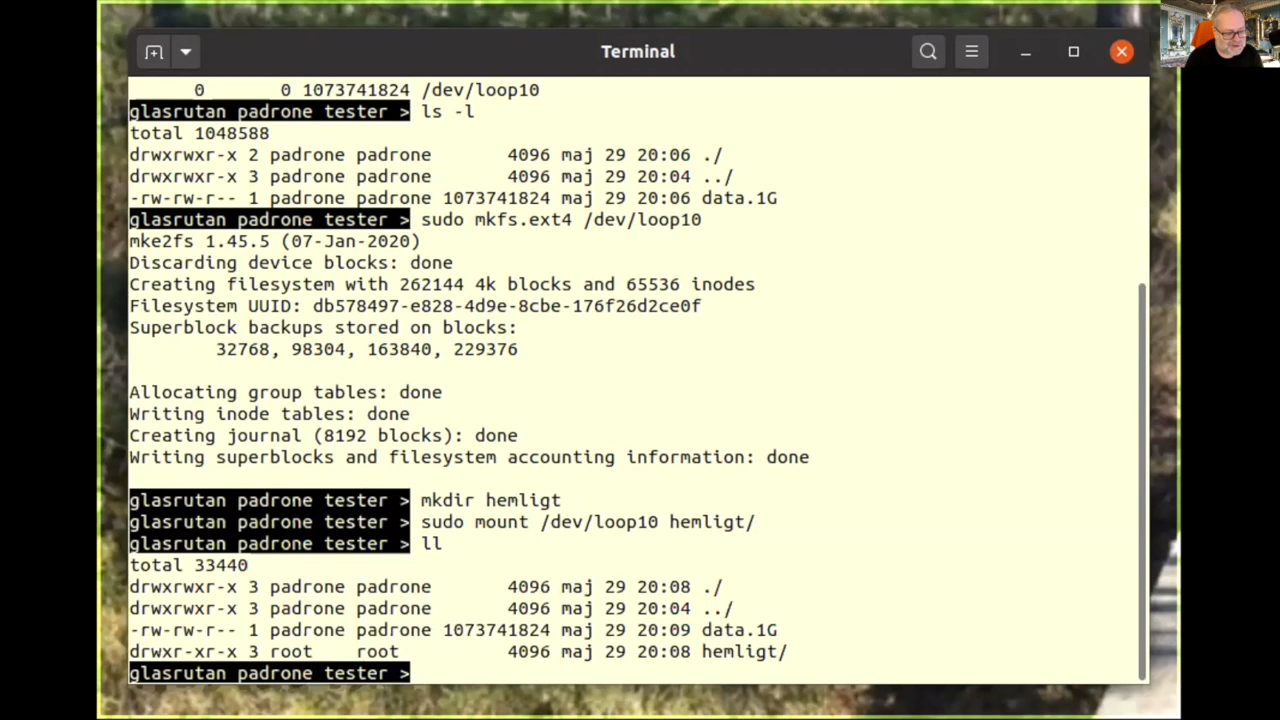 Terminal
0 0 1073741824 /dev/loop10
glasrutan padrone tester > ls -l
total 1048588
drwxrwxr-x 2 padrone padrone 4096 maj 29 20:06 ./
drwxrwxr-x 3 padrone padrone 4096 maj 29 20:04 ../
-rw-rw-r-- 1 padrone padrone 1073741824 maj 29 20:06 data.1G
glasrutan padrone tester > sudo mkfs.ext4 /dev/loop10
mke2fs 1.45.5 (07-Jan-2020)
Discarding device blocks: done
Creating filesystem with 262144 4k blocks and 65536 inodes
Filesystem UUID: db578497-e828-4d9e-8cbe-176f26d2ce0f
Superblock backups stored on blocks:
32768, 98304, 163840, 229376
Allocating group tables: done
Writing inode tables: done
Creating journal (8192 blocks): done
Writing superblocks and filesystem accounting information: done
glasrutan padrone tester > mkdir hemligt
glasrutan padrone tester > sudo mount /dev/loop10 hemligt/
glasrutan padrone tester > ll
total 33440
drwxrwxr-x 3 padrone padrone 4096 maj 29 20:08 ./
drwxrwxr-x 3 padrone padrone 4096 maj 29 20:04 ../
-rw-rw-r-- 1 padrone padrone 1073741824 maj 29 20:09 data.1G
drwxr-xr-x 3 root root 4096 maj 29 20:08 hemligt/
glasrutan padrone tester >